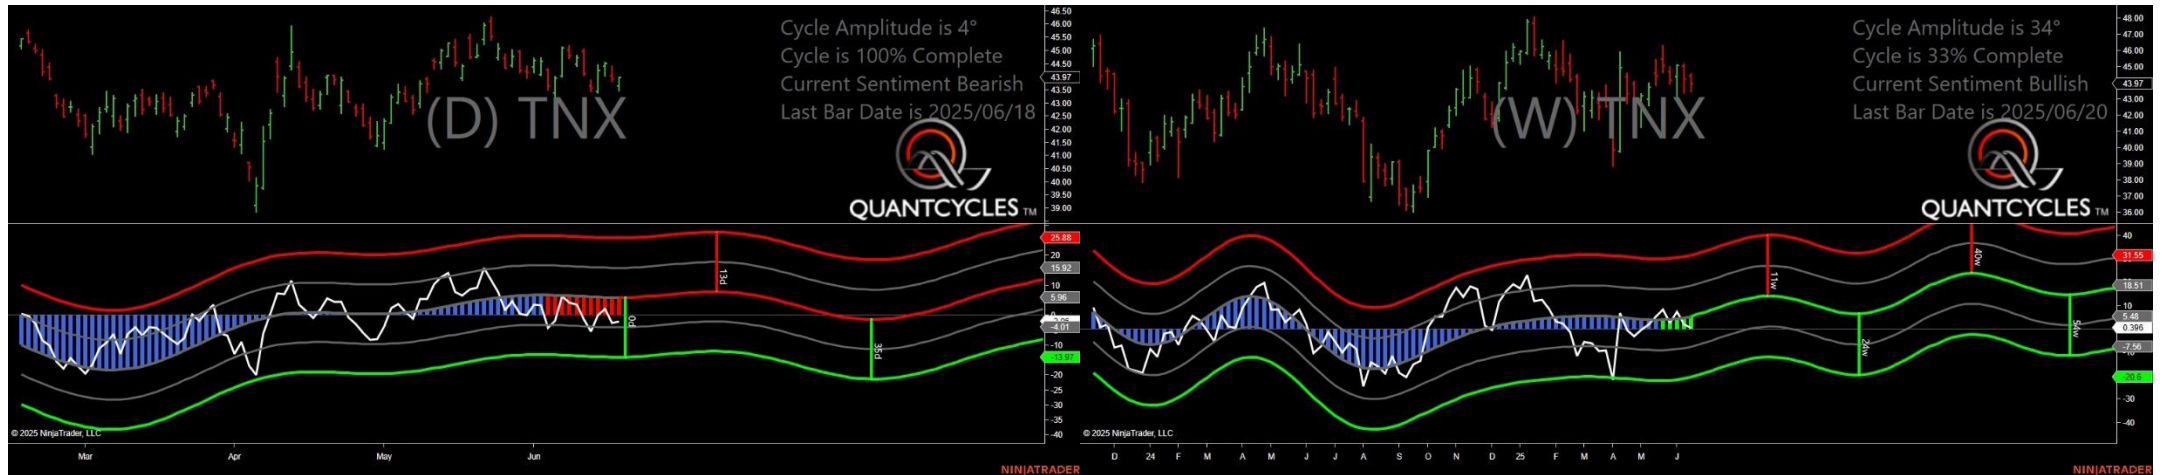 Cycle Amplitude is 4°
Cycle is 100% Complete
Current Sentiment Bearish
Last Bar Date is 2025/06/18
(D) TNX
QUANTCYCLES TM
46.50
46.00
45.50
45.00
44.50
43.97
43.50
43.00
42.50
42.00
41.50
41.00
40.50
40.00
39.50
39.00
25.88
20
15.92
10
5.96
-4.01
-10
-13.97
-20
-25
-30
-35
-40
0d
13d
35d
© 2025 NinjaTrader, LLC
Mar
Apr
May
Jun
NINJATRADER
Cycle Amplitude is 34°
Cycle is 33% Complete
Current Sentiment Bullish
Last Bar Date is 2025/06/20
(W) TNX
QUANTCYCLES TM
48.00
47.00
46.00
45.00
43.97
43.00
42.00
41.00
40.00
39.00
38.00
37.00
36.00
40
31.55
18.51
10
5.48
0.396
-7.56
-20.6
-30
-40
11w
24w
40w
54w
© 2025 NinjaTrader, LLC
D 24 F M A M J J A S O N D 25 F M A M J
NINJATRADER